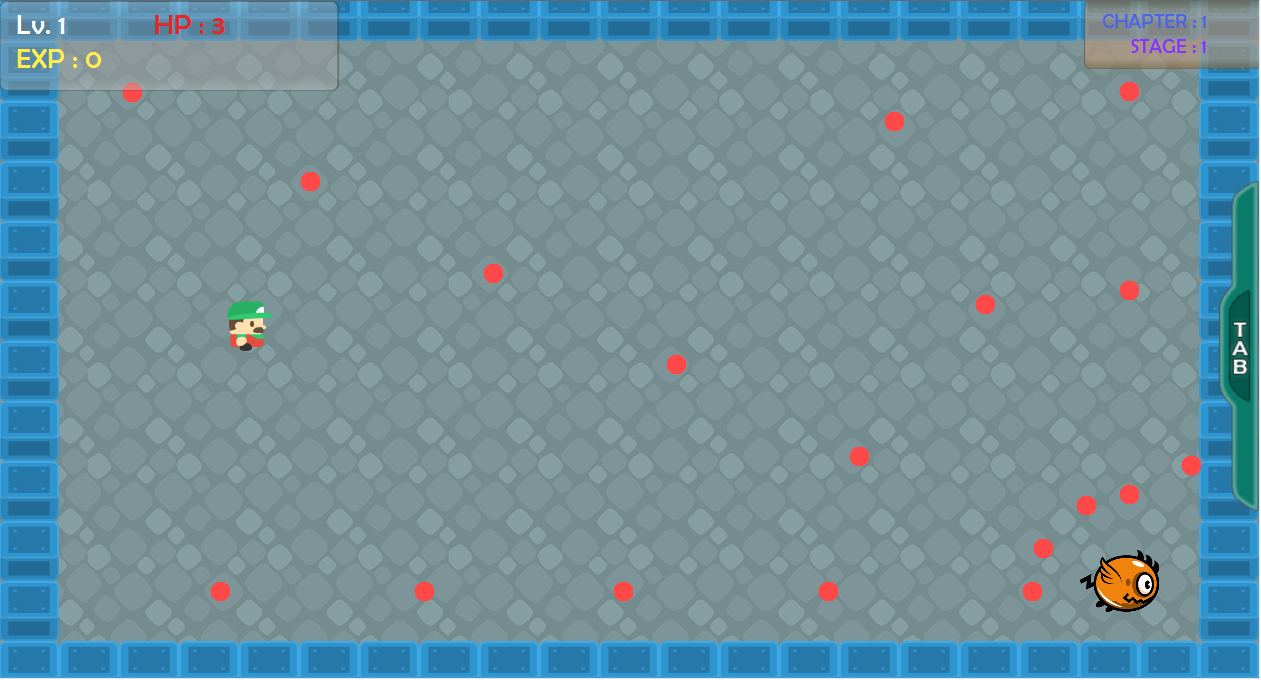 Lv. 1 HP : 3
EXP : 0
CHAPTER : 1
STAGE : 1
TAB